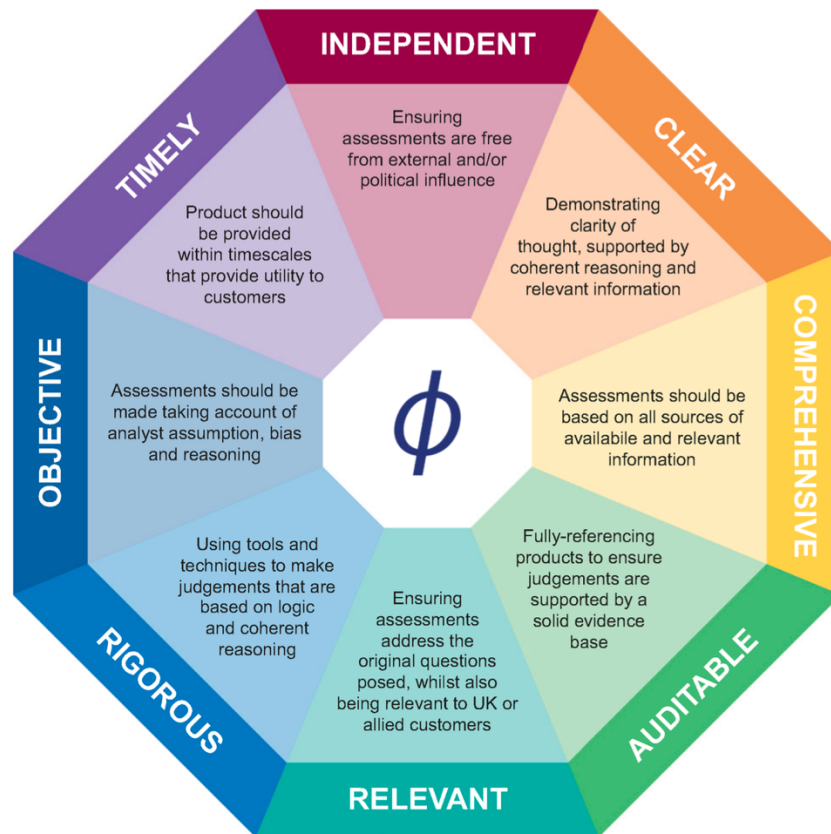 INDEPENDENT
Ensuring
assessments are free
from external and/or
political influence
CLEAR
Demonstrating
clarity of
thought, supported by
coherent reasoning and
relevant information
COMPREHENSIVE
Assessments should be
based on all sources of
availabile and relevant
information
AUDITABLE
Fully-referencing
products to ensure
judgements are
supported by a
solid evidence
base
RELEVANT
Ensuring
assessments
address the
original questions
posed, whilst also
being relevant to UK or
allied customers
RIGOROUS
Using tools and
techniques to make
judgements that are
based on logic
and coherent
reasoning
OBJECTIVE
Assessments should be
made taking account of
analyst assumption, bias
and reasoning
TIMELY
Product should
be provided
within timescales
that provide utility to
customers
ϕ